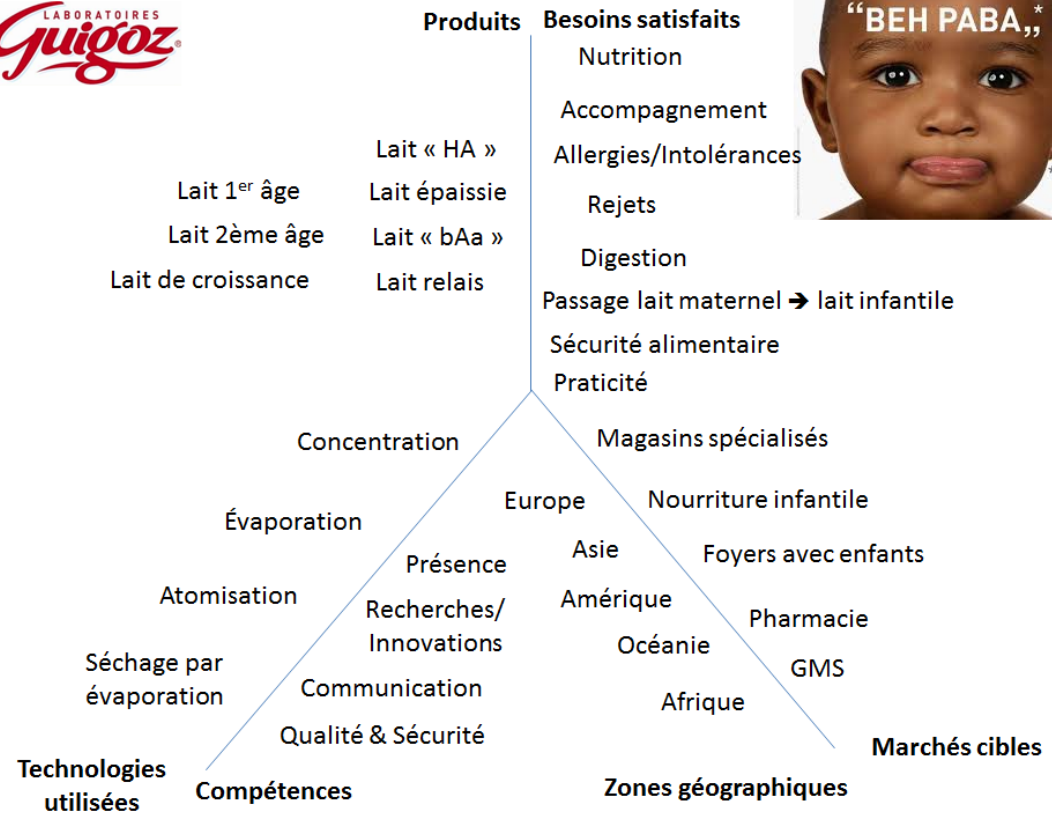 LABORATOIRES
Guigoz
Produits
Besoins satisfaits
“BEH PABA„*
Nutrition
Accompagnement
Lait « HA »
Allergies/Intolérances
Lait 1er âge
Lait épaissie
Rejets
Lait 2ème âge
Lait « bAa »
Digestion
Lait de croissance
Lait relais
Passage lait maternel → lait infantile
Sécurité alimentaire
Praticité
Concentration
Magasins spécialisés
Europe
Nourriture infantile
Évaporation
Asie
Foyers avec enfants
Présence
Atomisation
Amérique
Recherches/
Innovations
Pharmacie
Océanie
Séchage par
évaporation
GMS
Communication
Afrique
Qualité & Sécurité
Marchés cibles
Technologies
utilisées
Compétences
Zones géographiques